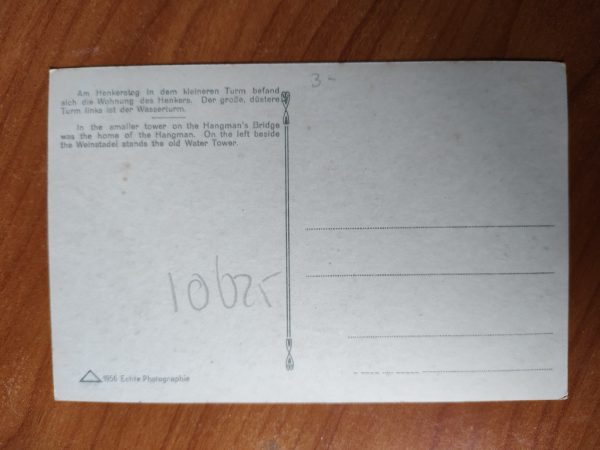 3-
Am Henkersteg in dem kleineren Turm befand
sich die Wohnung des Henkers. Der große, düstere
Turm links ist der Wasserturm.
In the smaller tower on the Hangman's Bridge
was the home of the Hangman. On the left beside
the Weinstadel stands the old Water Tower.
1956 Echte Photographie